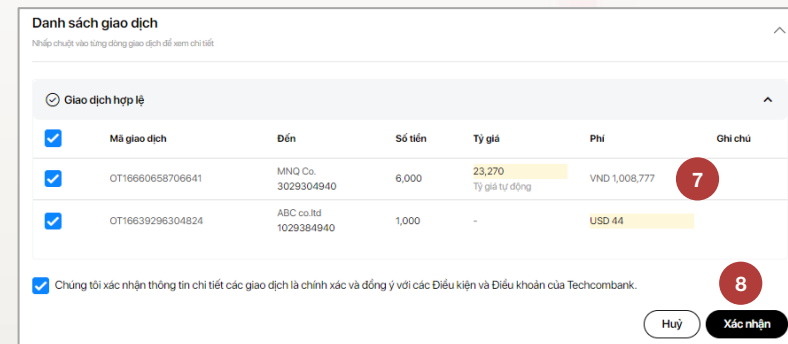 Danh sách giao dịch
Nhấp chuột vào từng dòng giao dịch để xem chi tiết
Giao dịch hợp lệ
Mã giao dịch Đến Số tiền Tỷ giá Phí Ghi chú
OT16660658706641 MNQ Co. 6,000 23,270 VND 1,008,777 7
3029304940 Tỷ giá tự động
OT16639296304824 ABC co.ltd 1,000 - USD 44
1029384940
Chúng tôi xác nhận thông tin chi tiết các giao dịch là chính xác và đồng ý với các Điều kiện và Điều khoản của Techcombank. 8
Huỷ Xác nhận